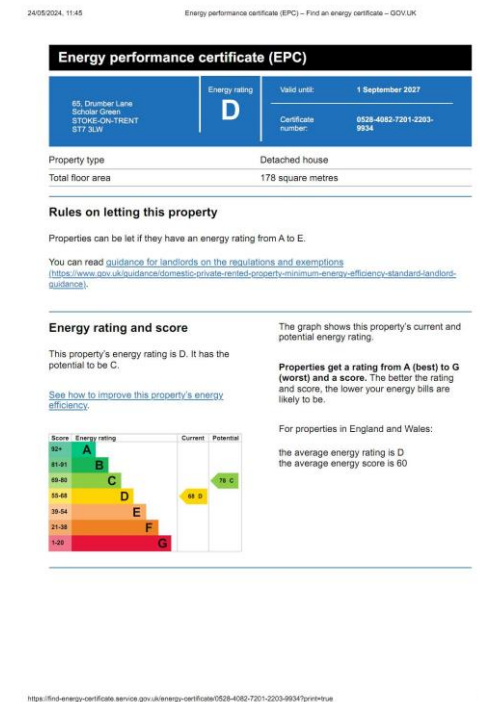 24/05/2024, 11:45 Energy performance certificate (EPC) – Find an energy certificate – GOV.UK
Energy performance certificate (EPC)
65, Drumber Lane
Scholar Green
STOKE-ON-TRENT
ST7 3LW
Energy rating
D
Valid until: 1 September 2027
Certificate number: 0528-4082-7201-2203-
9934
Property type Detached house
Total floor area 178 square metres
Rules on letting this property
Properties can be let if they have an energy rating from A to E.
You can read guidance for landlords on the regulations and exemptions
(https://www.gov.uk/guidance/domestic-private-rented-property-minimum-energy-efficiency-standard-landlord-
guidance).
Energy rating and score
This property's energy rating is D. It has the
potential to be C.
See how to improve this property's energy
efficiency.
Score Energy rating Current Potential
92+ A
81-91 B
69-80 C 76 C
55-68 D 68 D
39-54 E
21-38 F
1-20 G
The graph shows this property's current and
potential energy rating.
Properties get a rating from A (best) to G
(worst) and a score. The better the rating
and score, the lower your energy bills are
likely to be.
For properties in England and Wales:
the average energy rating is D
the average energy score is 60
https://find-energy-certificate.service.gov.uk/energy-certificate/0528-4082-7201-2203-9934?print=true